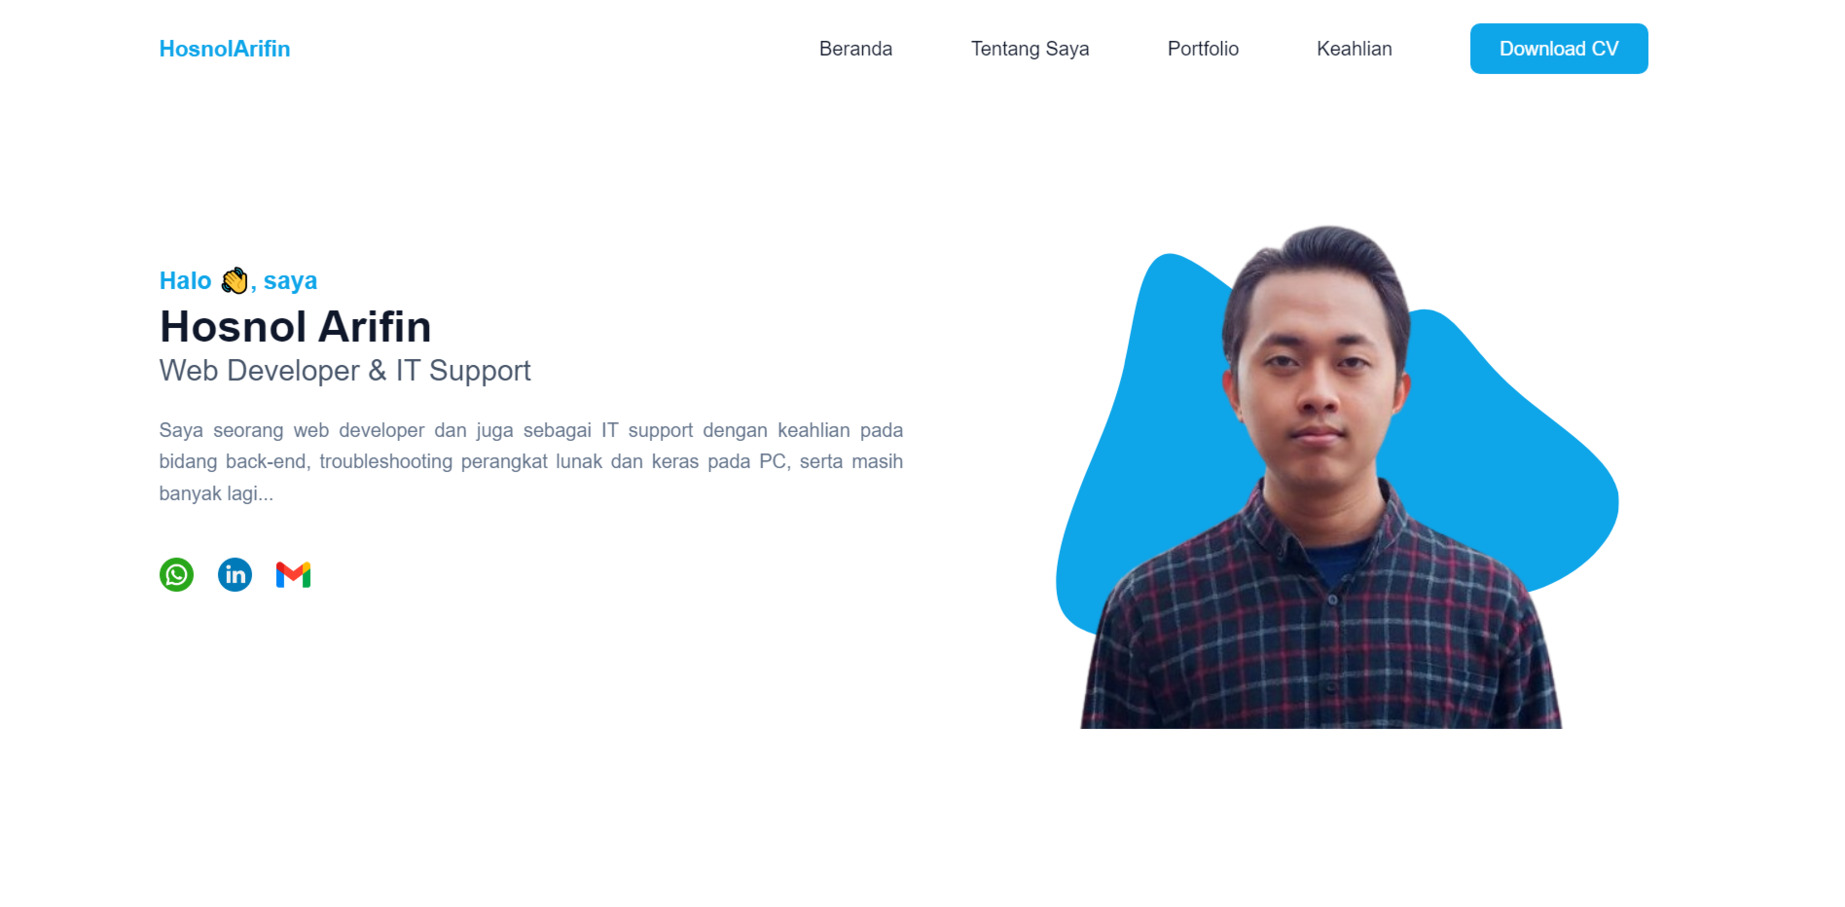 HosnolArifin
Beranda
Tentang Saya
Portfolio
Keahlian
Download CV
Halo 👋, saya
Hosnol Arifin
Web Developer & IT Support
Saya seorang web developer dan juga sebagai IT support dengan keahlian pada
bidang back-end, troubleshooting perangkat lunak dan keras pada PC, serta masih
banyak lagi...
in